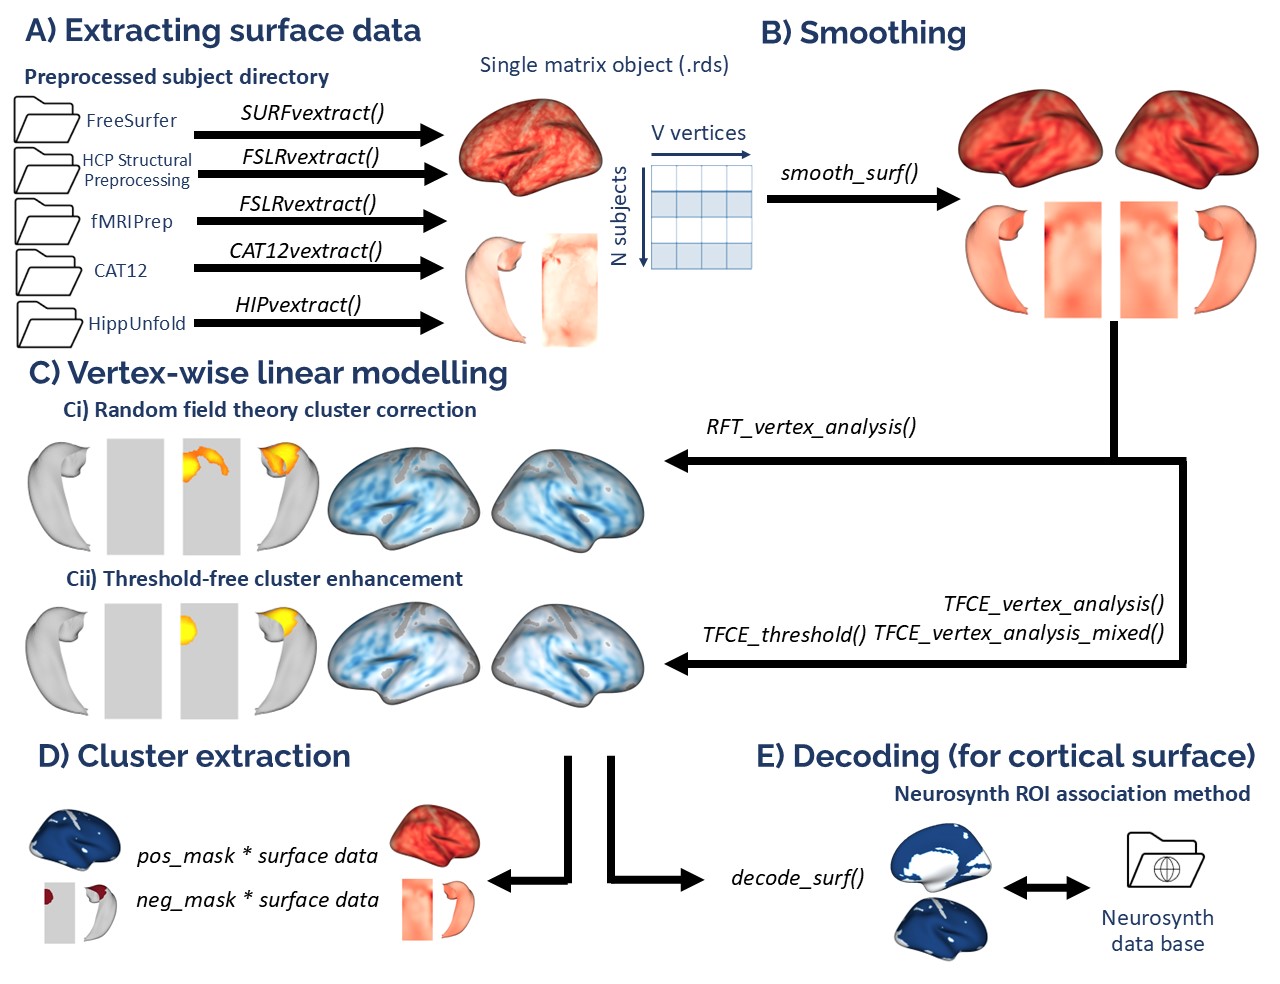 A) Extracting surface data
Preprocessed subject directory
FreeSurfer
SURFvextract()
HCP Structural
Preprocessing
FSLRvextract()
fMRIPrep
FSLRvextract()
CAT12
CAT12vextract()
HippUnfold
HIPvextract()
Single matrix object (.rds)
V vertices
N subjects
B) Smoothing
smooth_surf()
C) Vertex-wise linear modelling
Ci) Random field theory cluster correction
RFT_vertex_analysis()
Cii) Threshold-free cluster enhancement
TFCE_vertex_analysis()
TFCE_threshold() TFCE_vertex_analysis_mixed()
D) Cluster extraction
pos_mask * surface data
neg_mask * surface data
E) Decoding (for cortical surface)
Neurosynth ROI association method
decode_surf()
Neurosynth
data base